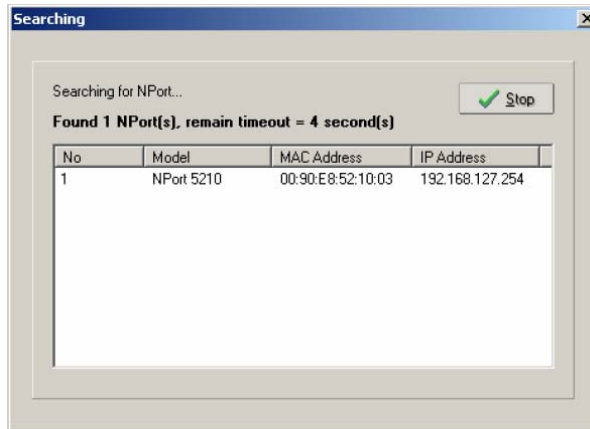 Searching
Searching for NPort...
Stop
Found 1 NPort(s), remain timeout = 4 second(s)
No Model MAC Address IP Address
1 NPort 5210 00:90:E8:52:10:03 192.168.127.254